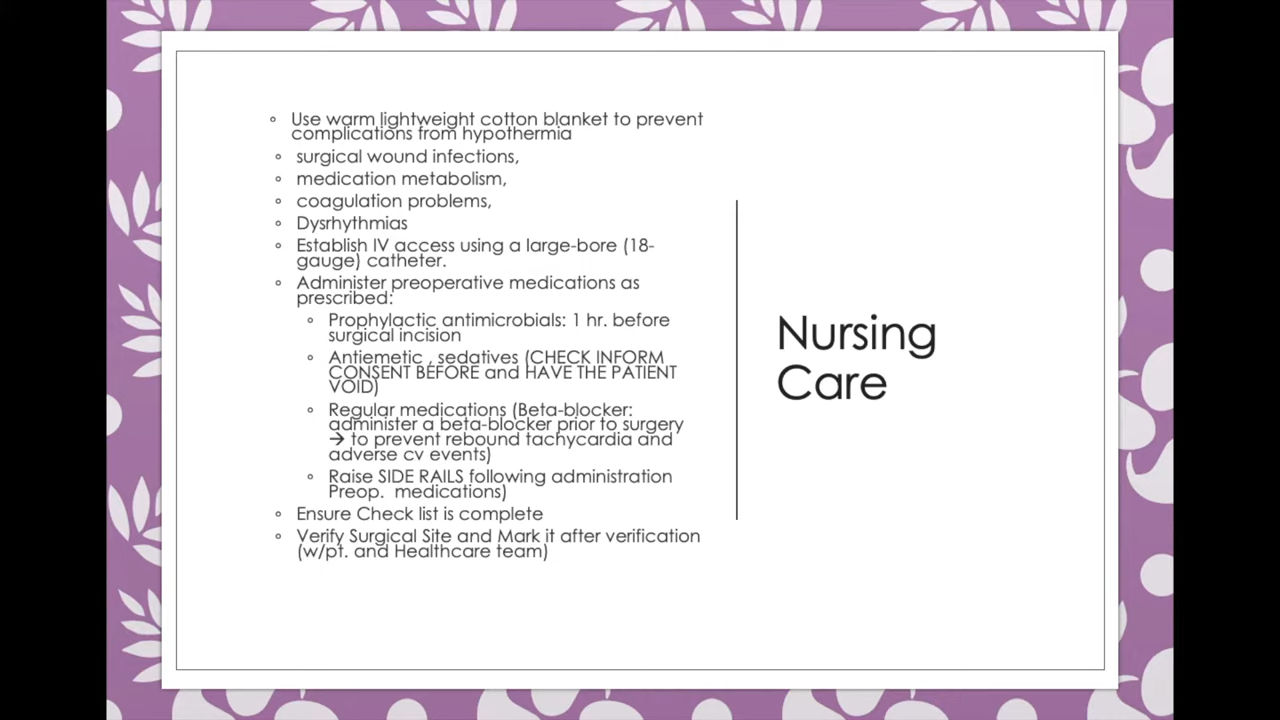 Use warm lightweight cotton blanket to prevent
complications from hypothermia
surgical wound infections,
medication metabolism,
coagulation problems,
Dysrhythmias
Establish IV access using a large-bore (18-
gauge) catheter.
Administer preoperative medications as
prescribed:
Prophylactic antimicrobials: 1 hr. before
surgical incision
Antiemetic , sedatives (CHECK INFORM
CONSENT BEFORE and HAVE THE PATIENT
VOID)
Regular medications (Beta-blocker:
administer a beta-blocker prior to surgery
→ to prevent rebound tachycardia and
adverse cv events)
Raise SIDE RAILS following administration
Preop. medications)
Ensure Check list is complete
Verify Surgical Site and Mark it after verification
(w/pt. and Healthcare team)
Nursing
Care